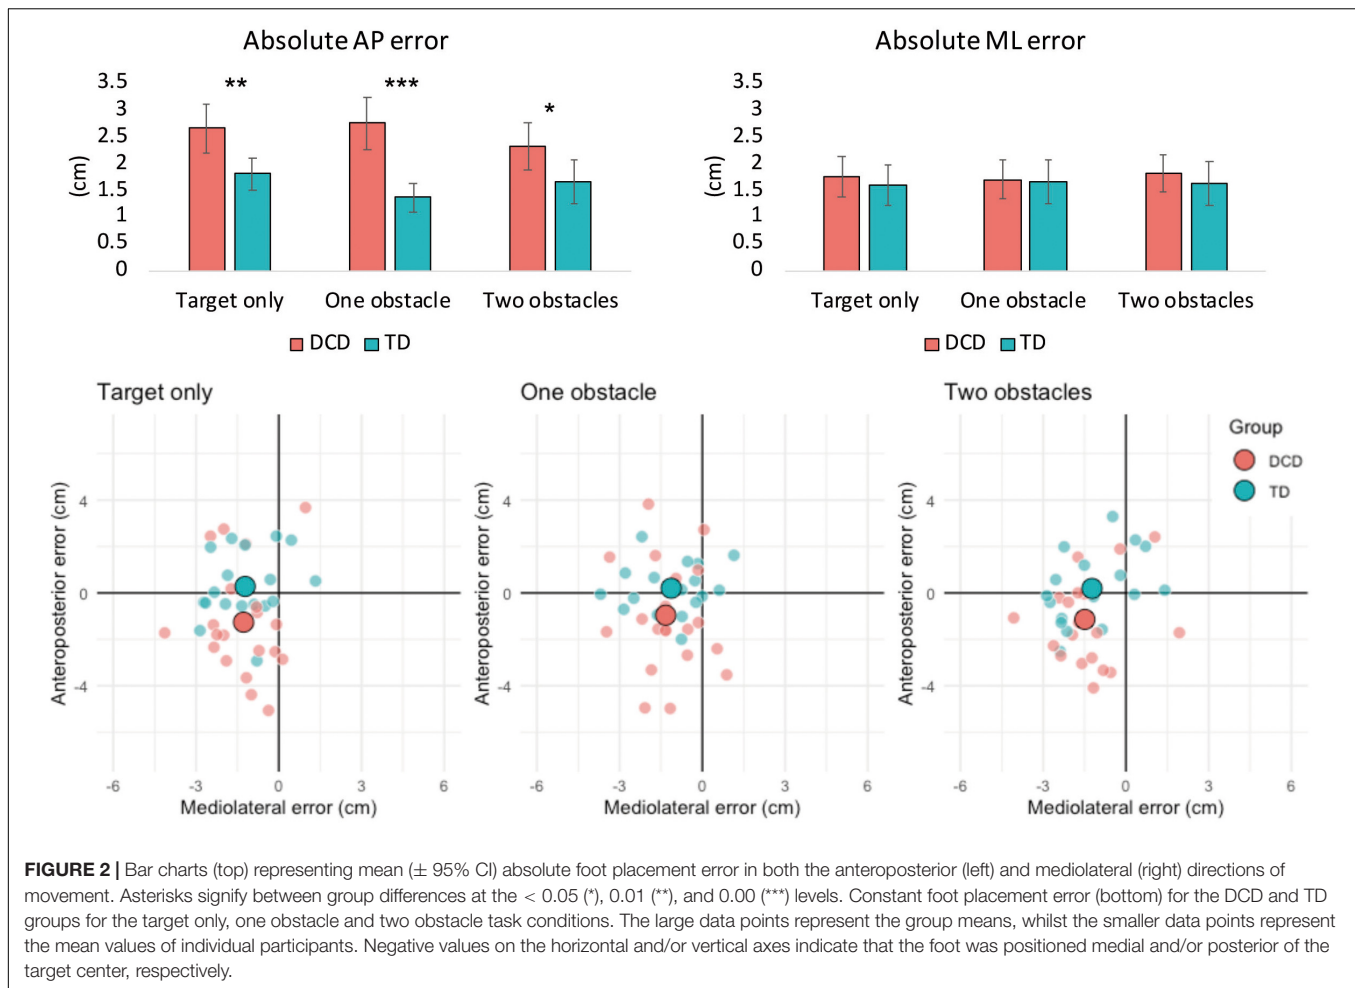 Absolute AP error
3.5
3
2.5
2
1.5
1
0.5
0
(cm)
**
***
*
Target only One obstacle Two obstacles
DCD TD
Absolute ML error
3.5
3
2.5
2
1.5
1
0.5
0
(cm)
Target only One obstacle Two obstacles
DCD TD
Target only
Anteroposterior error (cm)
4
0
-4
-6 -3 0 3 6
Mediolateral error (cm)
One obstacle
Anteroposterior error (cm)
4
0
-4
-6 -3 0 3 6
Mediolateral error (cm)
Two obstacles
Anteroposterior error (cm)
4
0
-4
-6 -3 0 3 6
Mediolateral error (cm)
Group
DCD
TD
FIGURE 2 | Bar charts (top) representing mean (± 95% CI) absolute foot placement error in both the anteroposterior (left) and mediolateral (right) directions of
movement. Asterisks signify between group differences at the < 0.05 (*), 0.01 (**), and 0.00 (***) levels. Constant foot placement error (bottom) for the DCD and TD
groups for the target only, one obstacle and two obstacle task conditions. The large data points represent the group means, whilst the smaller data points represent
the mean values of individual participants. Negative values on the horizontal and/or vertical axes indicate that the foot was positioned medial and/or posterior of the
target center, respectively.